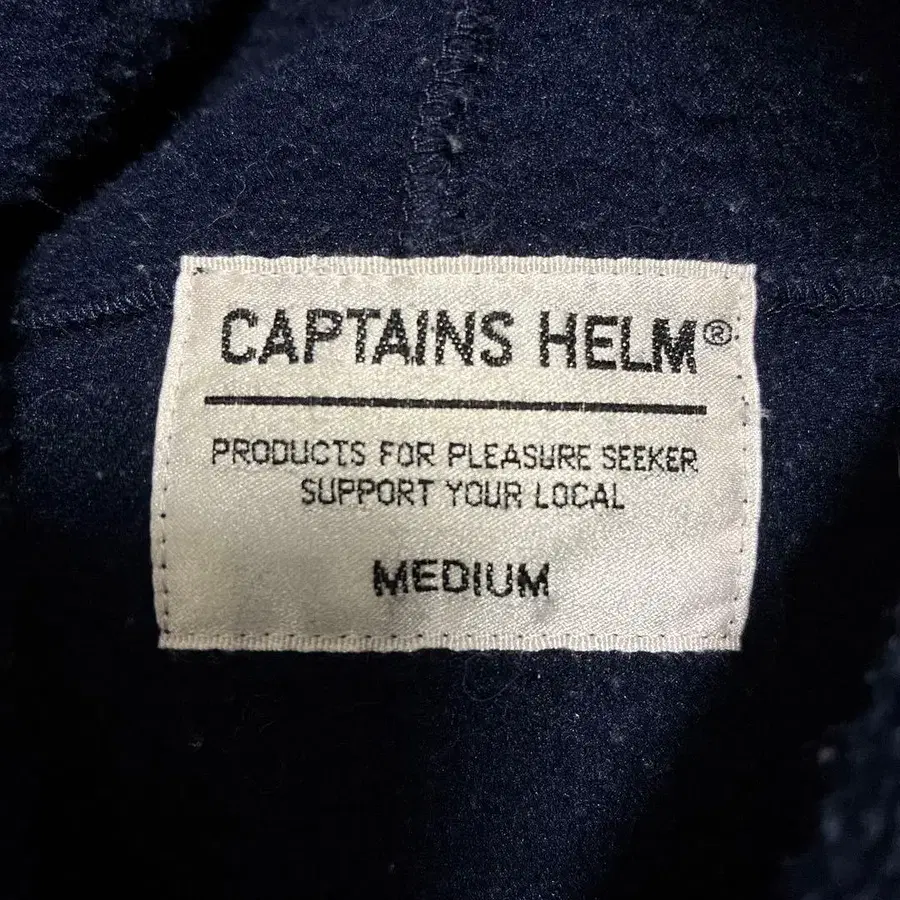 CAPTAINS HELM®
PRODUCTS FOR PLEASURE SEEKER
SUPPORT YOUR LOCAL
MEDIUM